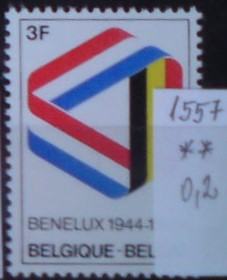 3F
1557
**
0,2
BENELUX 1944-1
BELGIQUE-BEL